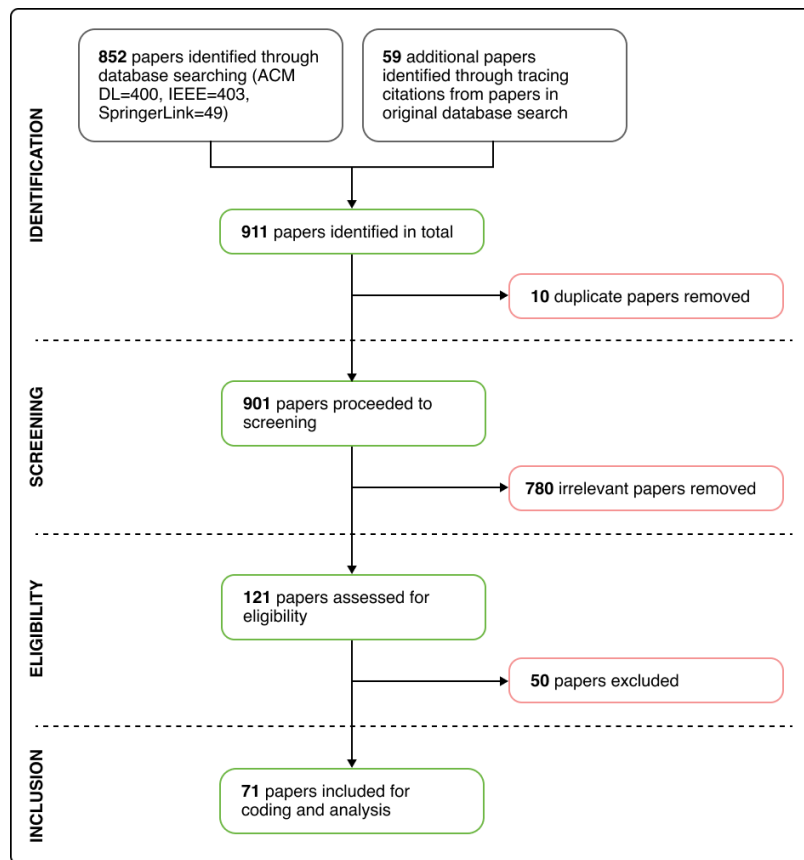 IDENTIFICATION
852 papers identified through
database searching (ACM
DL=400, IEEE=403,
SpringerLink=49)
59 additional papers
identified through tracing
citations from papers in
original database search
911 papers identified in total
10 duplicate papers removed
SCREENING
901 papers proceeded to
screening
780 irrelevant papers removed
ELIGIBILITY
121 papers assessed for
eligibility
50 papers excluded
INCLUSION
71 papers included for
coding and analysis